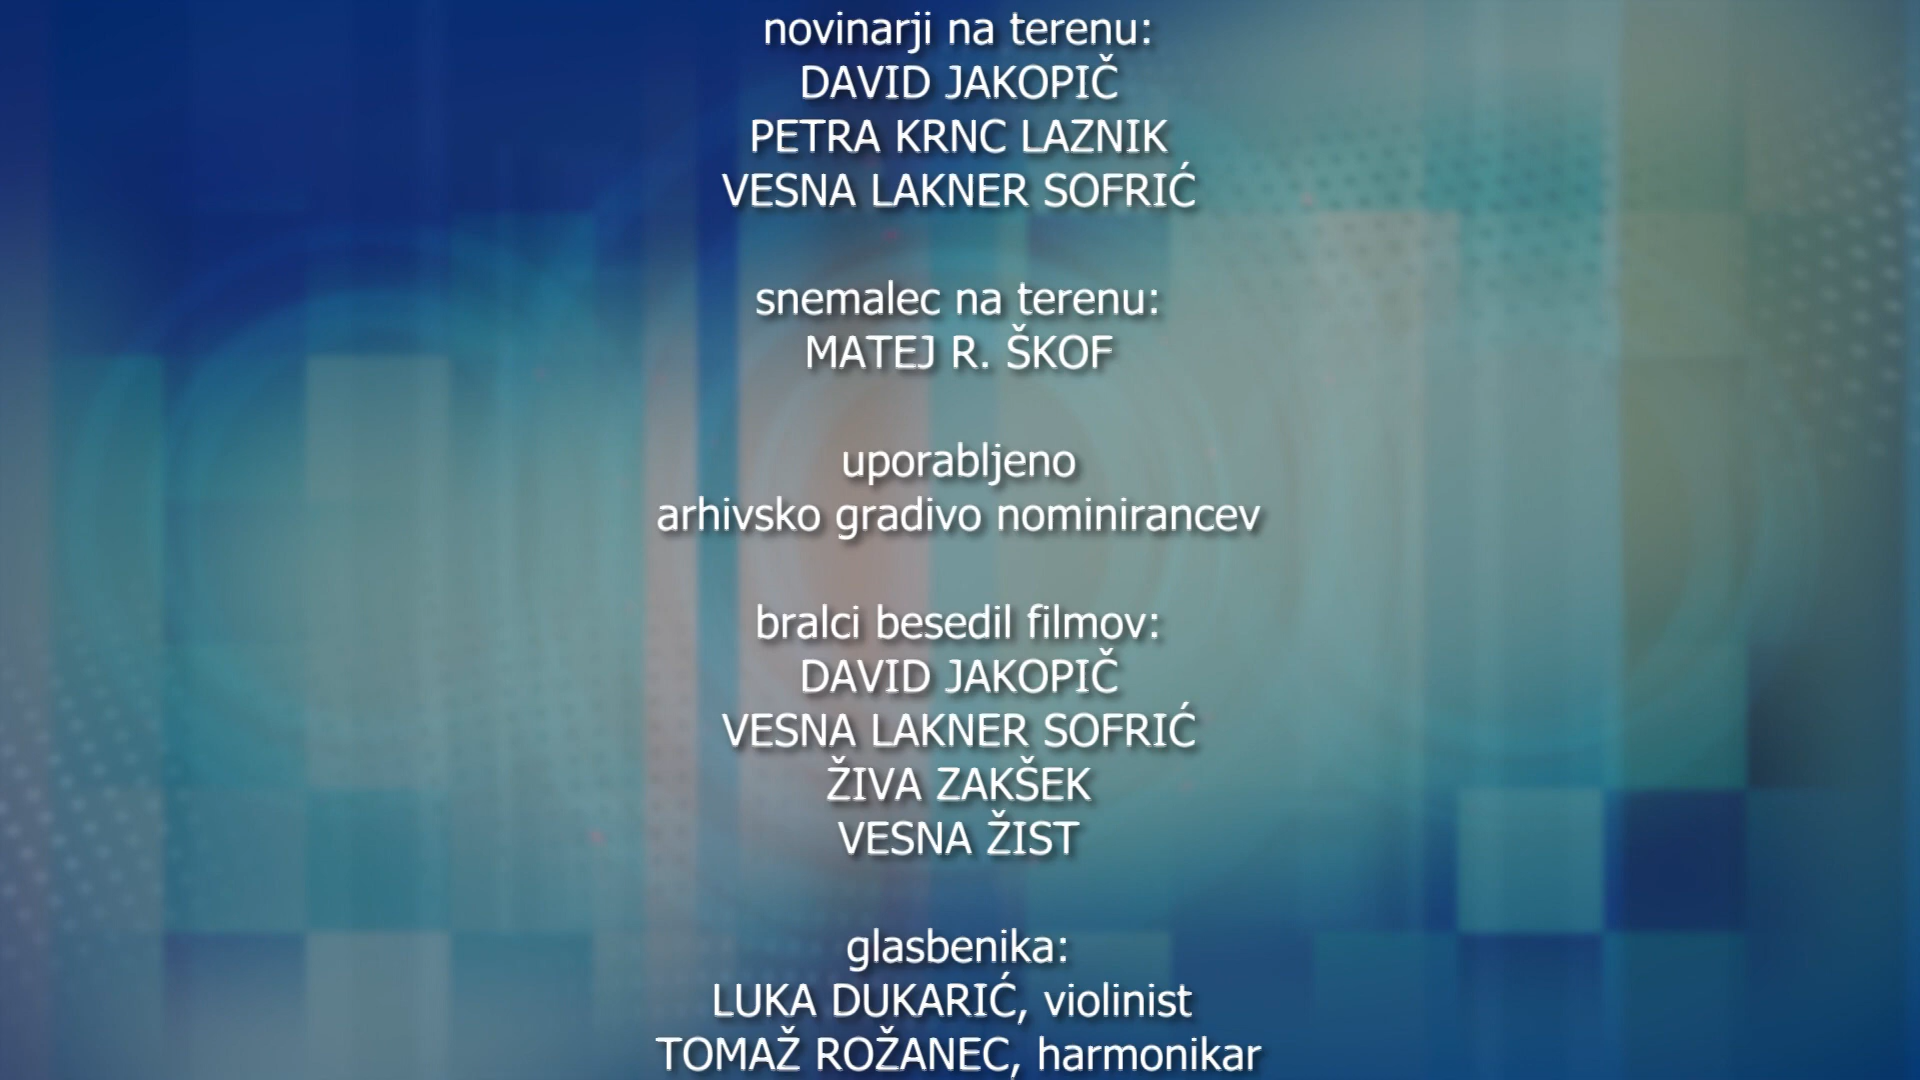 novinarji na terenu:
DAVID JAKOPIČ
PETRA KRNC LAZNIK
VESNA LAKNER SOFRIĆ
snemalec na terenu:
MATEJ R. ŠKOF
uporabljeno
arhivsko gradivo nominirancev
bralci besedil filmov:
DAVID JAKOPIČ
VESNA LAKNER SOFRIĆ
ŽIVA ZAKŠEK
VESNA ŽIST
glasbenika:
LUKA DUKARIĆ, violinist
TOMAŽ ROŽANEC, harmonikar